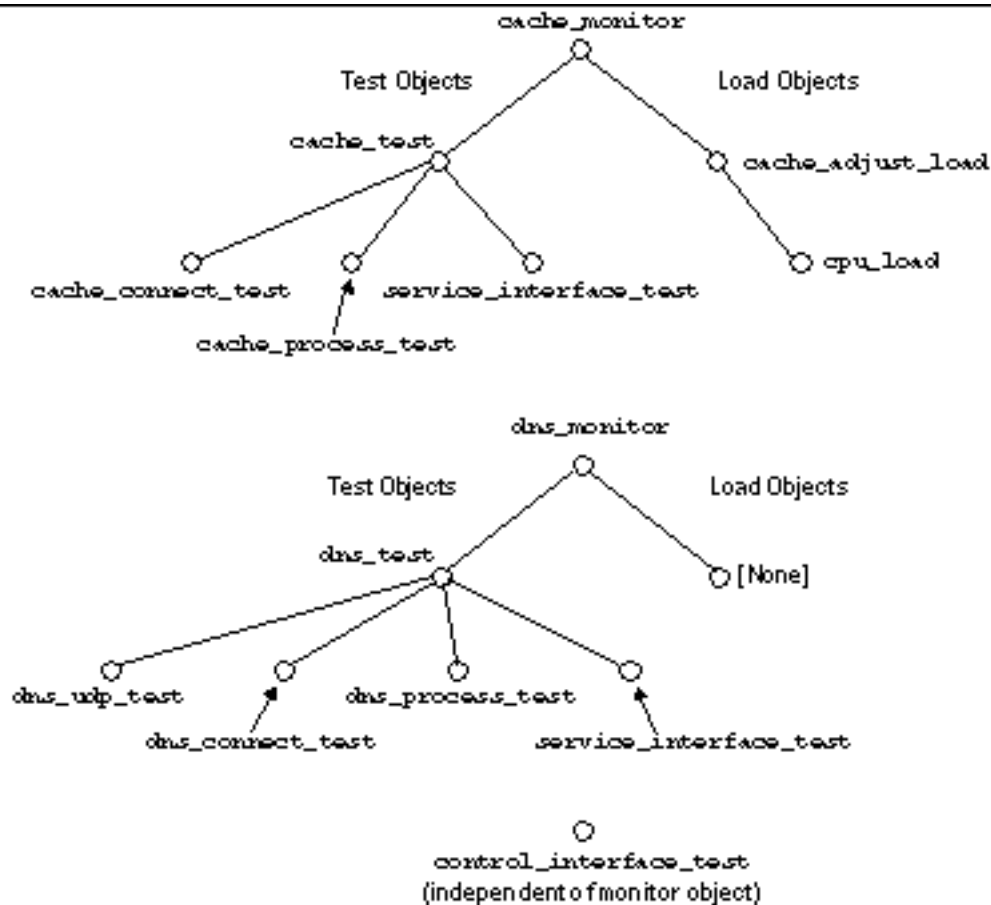 cache_monitor
Test Objects
Load Objects
cache_test
cache_adjust_load
cpu_load
cache_connect_test
service_interface_test
cache_process_test
dns_monitor
Test Objects
Load Objects
dns_test
[None]
dns_udp_test
dns_process_test
dns_connect_test
service_interface_test
control_interface_test
(independent of monitor object)